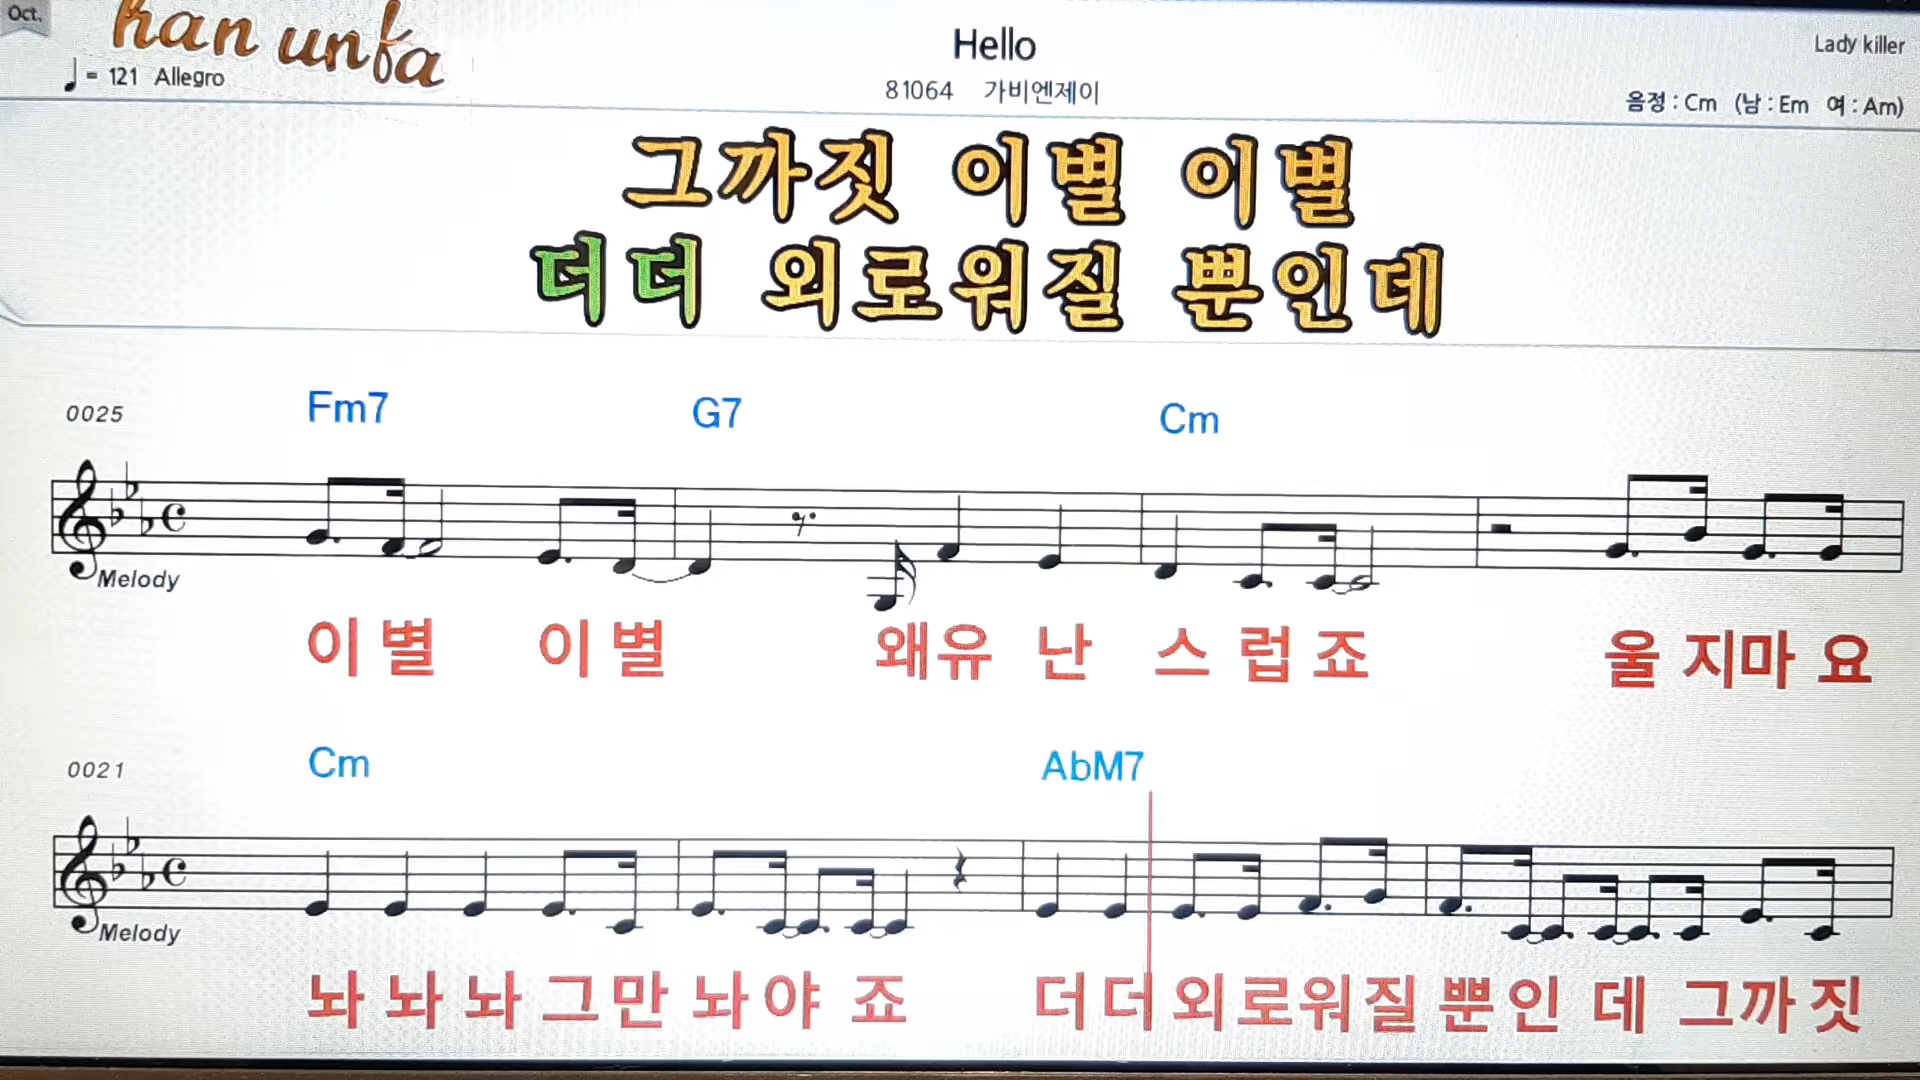 Oct.
han unfa
Hello
Lady killer
= 121 Allegro
81064 가비엔제이
음정 : Cm (남 : Em 여 : Am)
그까짓 이별 이별
더더 외로워질 뿐인데
0025 Fm7 G7 Cm
Melody
이 별 이 별 왜유 난 스 럽 죠 울 지마 요
0021 Cm AbM7
Melody
놔 놔 놔 그만 놔야 죠 더더외로워질 뿐인 데 그까 짓